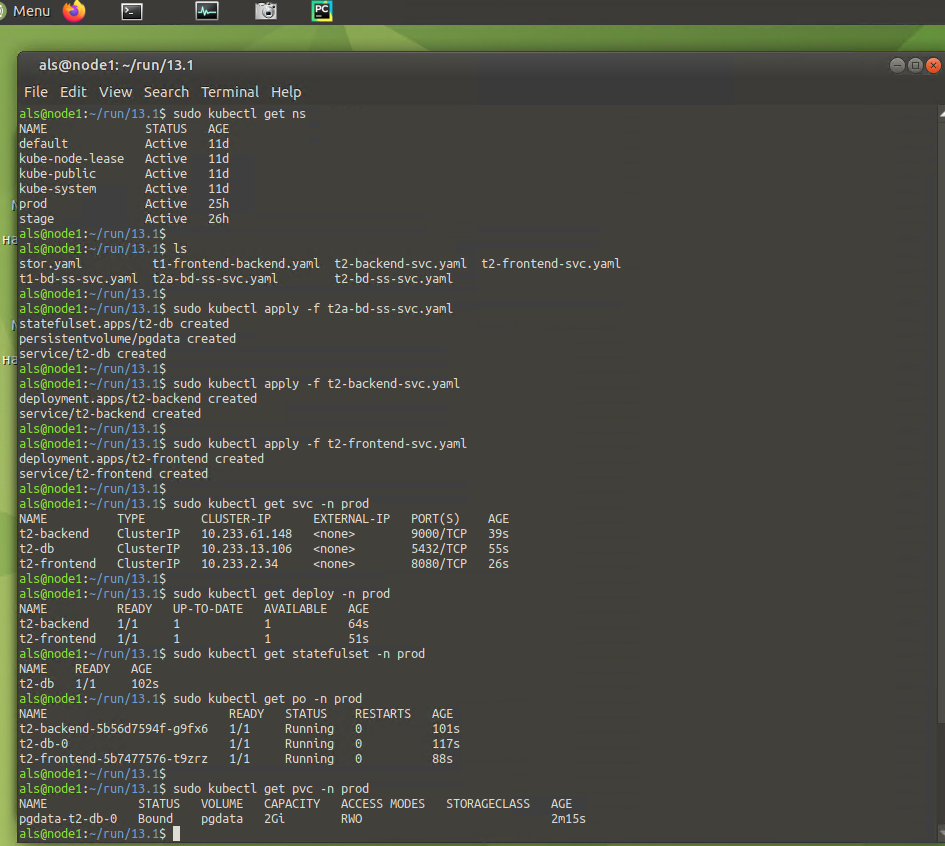 Menu
PC
als@node1: ~/run/13.1
File Edit View Search Terminal Help
als@node1:~/run/13.1$ sudo kubectl get ns
NAME STATUS AGE
default Active 11d
kube-node-lease Active 11d
kube-public Active 11d
kube-system Active 11d
prod Active 25h
stage Active 26h
als@node1:~/run/13.1$
als@node1:~/run/13.1$ ls
stor.yaml t1-frontend-backend.yaml t2-backend-svc.yaml t2-frontend-svc.yaml
t1-bd-ss-svc.yaml t2a-bd-ss-svc.yaml t2-bd-svc.yaml
als@node1:~/run/13.1$
als@node1:~/run/13.1$ sudo kubectl apply -f t2a-bd-ss-svc.yaml
statefulset.apps/t2-db created
persistentvolume/pgdata created
service/t2-db created
als@node1:~/run/13.1$
als@node1:~/run/13.1$ sudo kubectl apply -f t2-backend-svc.yaml
deployment.apps/t2-backend created
service/t2-backend created
als@node1:~/run/13.1$
als@node1:~/run/13.1$ sudo kubectl apply -f t2-frontend-svc.yaml
deployment.apps/t2-frontend created
service/t2-frontend created
als@node1:~/run/13.1$
als@node1:~/run/13.1$ sudo kubectl get svc -n prod
NAME TYPE CLUSTER-IP EXTERNAL-IP PORT(S) AGE
t2-backend ClusterIP 10.233.61.148 <none> 9000/TCP 39s
t2-db ClusterIP 10.233.13.106 <none> 5432/TCP 55s
t2-frontend ClusterIP 10.233.2.34 <none> 8080/TCP 26s
als@node1:~/run/13.1$
als@node1:~/run/13.1$ sudo kubectl get deploy -n prod
NAME READY UP-TO-DATE AVAILABLE AGE
t2-backend 1/1 1 1 64s
t2-frontend 1/1 1 1 51s
als@node1:~/run/13.1$ sudo kubectl get statefulset -n prod
NAME READY AGE
t2-db 1/1 102s
als@node1:~/run/13.1$ sudo kubectl get po -n prod
NAME READY STATUS RESTARTS AGE
t2-backend-5b56d7594f-g9fx6 1/1 Running 0 101s
t2-db-0 1/1 Running 0 117s
t2-frontend-5b7477576-t9zrz 1/1 Running 0 88s
als@node1:~/run/13.1$
als@node1:~/run/13.1$ sudo kubectl get pvc -n prod
NAME STATUS VOLUME CAPACITY ACCESS MODES STORAGECLASS AGE
pgdata-t2-db-0 Bound pgdata 2Gi RWO 2m15s
als@node1:~/run/13.1$